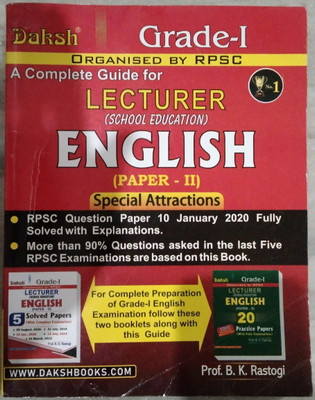 Daksh
Grade-I
ORGANISED BY RPSC
A Complete Guide for
No.1
LECTURER
(SCHOOL EDUCATION)
ENGLISH
(PAPER - II)
Special Attractions
RPSC Question Paper 10 January 2020 Fully
Solved with Explanations.
More than 90% Questions asked in the last Five
RPSC Examinations are based on this Book.
Daksh
Grade-I
LECTURER
ENGLISH
5 Solved Papers
For Complete Preparation
of Grade-I English
Examination follow these
two booklets along with
this Guide
Grade-I
LECTURER
ENGLISH
20
Practice Papers
WWW.DAKSHBOOKS.COM
Prof. B. K. Rastogi